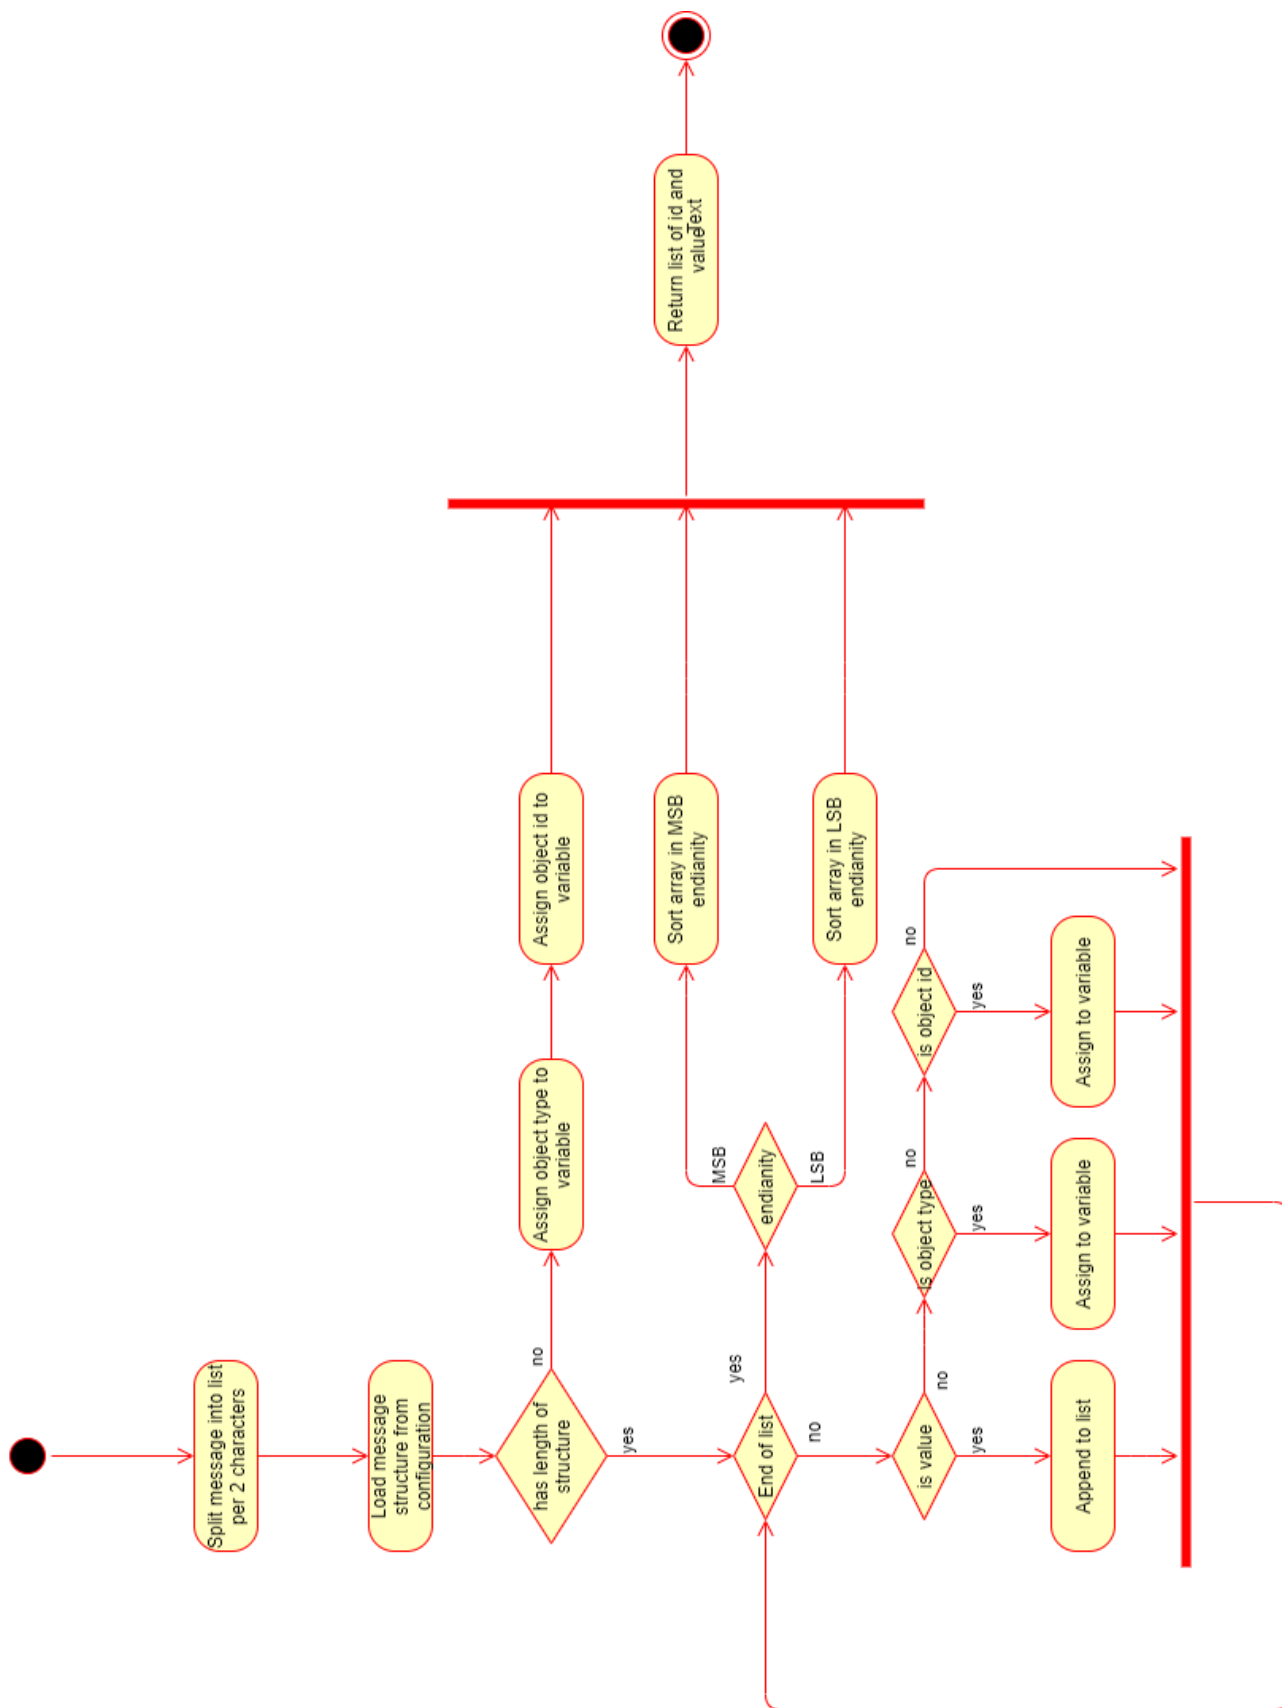 Split message into list
per 2 characters
Load message
structure from
configuration
has length of
structure
no
yes
Assign object type to
variable
Assign object id to
variable
End of list
yes
no
endianity
MSB
LSB
Sort array in MSB
endianity
Sort array in LSB
endianity
is value
no
yes
is object type
no
yes
is object id
no
yes
Append to list
Assign to variable
Assign to variable
Return list of id and
value
Text